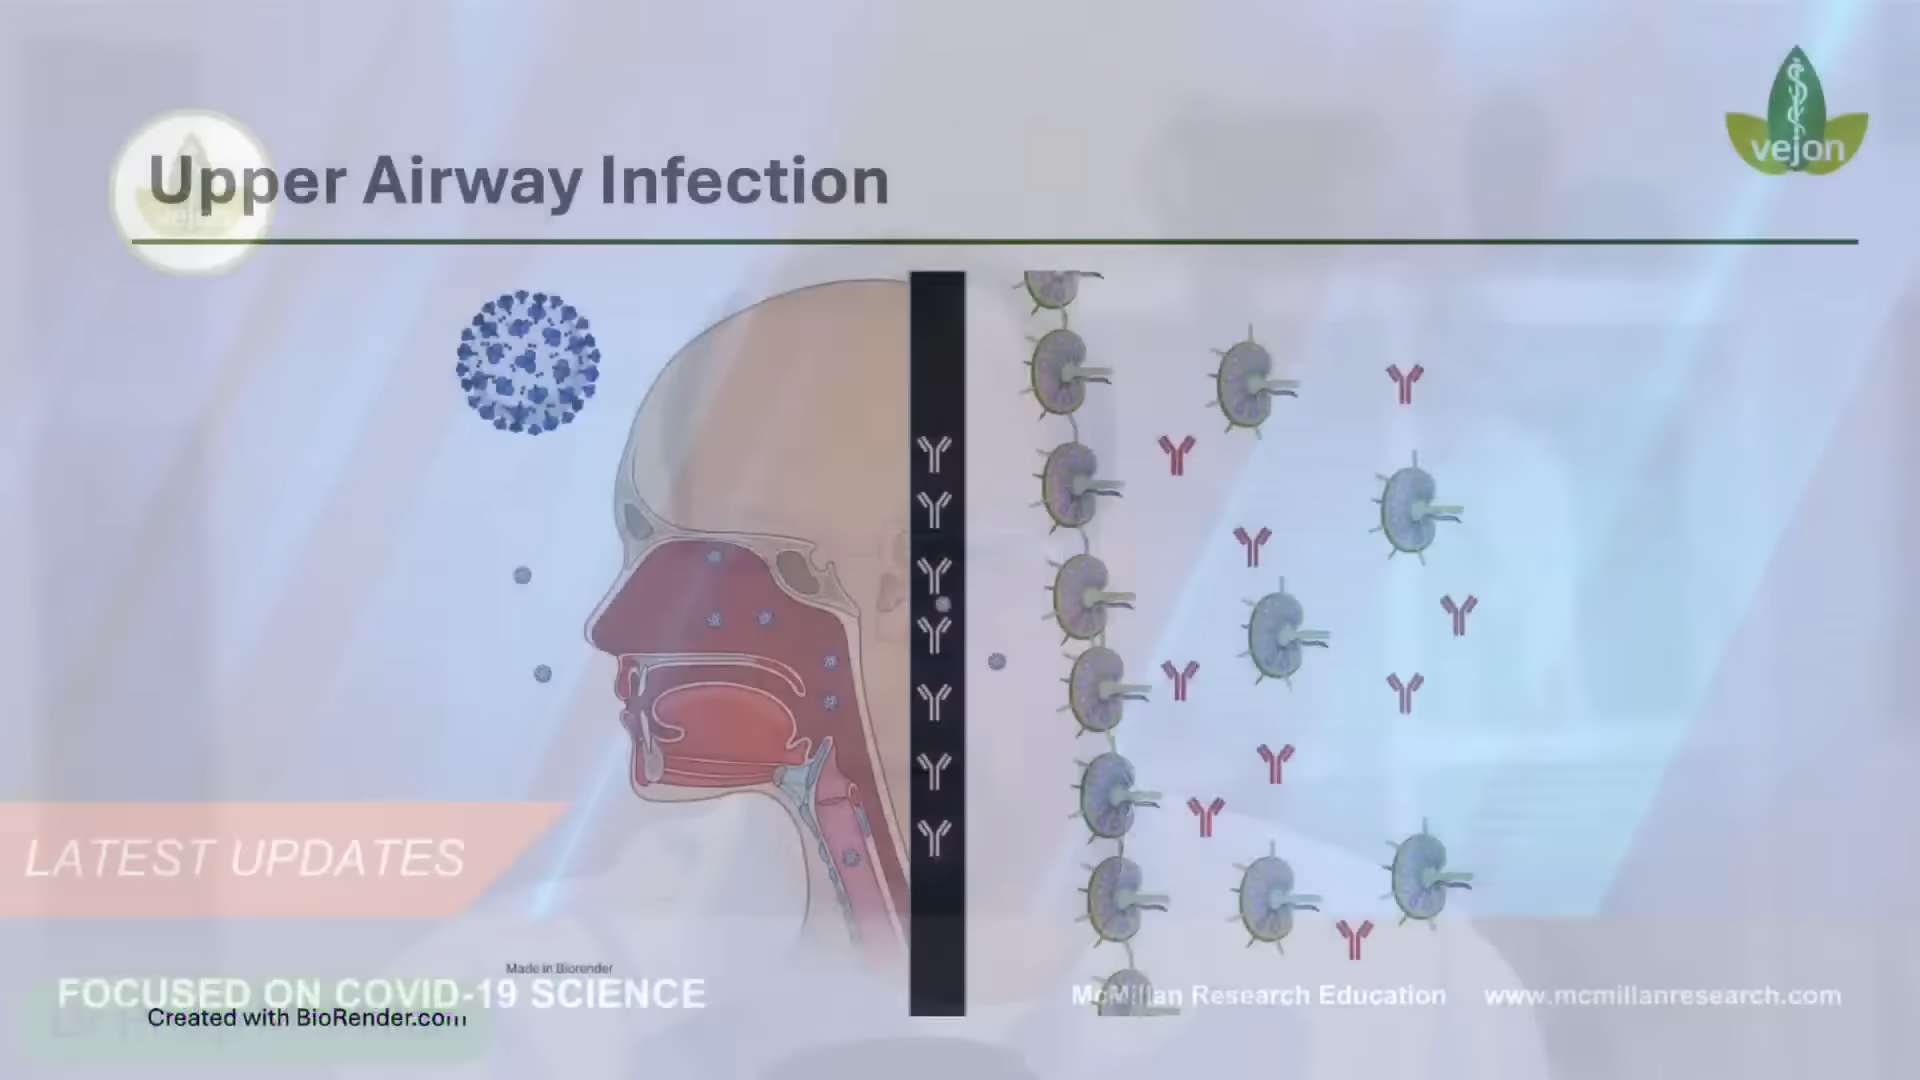 vejon
Upper Airway Infection
LATEST UPDATES
Made in Biorender
FOCUSED ON COVID-19 SCIENCE
McMillan Research Education www.mcmillanresearch.com
Created with BioRender.com